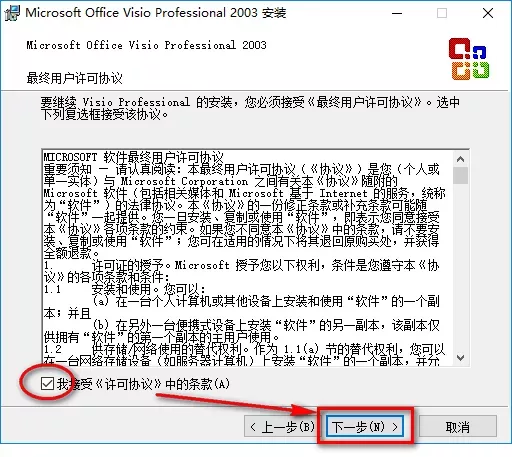 Microsoft Office Visio Professional 2003 安装
Microsoft Office Visio Professional 2003
最终用户许可协议
要继续 Visio Professional 的安装，您必须接受《最终用户许可协议》。选中
下列复选框接受该协议。
MICROSOFT 软件最终用户许可协议
重要须知 — 请认真阅读：本最终用户许可协议（《协议》）是您（个人或
单一实体）与 Microsoft Corporation 之间有关本《协议》随附的
Microsoft 软件（包括相关媒体和 Microsoft 基于 Internet 的服务，统称
为“软件”）的法律协议。本《协议》的一份修正条款或补充条款可能随
“软件”一起提供。您一旦安装、复制或使用“软件”，即表示您同意接受
本《协议》各项条款的约束。如果您不同意本《协议》中的条款，请不要安
装、复制或使用“软件”；您可在适用的情况下将其退回原购买处，并获得
全额退款。
1. 许可证的授予。Microsoft 授予您以下权利，条件是您遵守本《协
议》的各项条款和条件：
1.1 安装和使用。您可以：
(a) 在一台个人计算机或其他设备上安装和使用“软件”的一个副
本；并且
(b) 在另外一台便携式设备上安装“软件”的另一副本，该副本仅
供拥有“软件”的第一个副本的主用户使用。
1.2 供存储/网络使用的替代权利。作为 1.1(a) 节的替代权利，您可以
在一台网络存储设备（如服务器计算机）上安装“软件”的一个副本，并允
我接受《许可协议》中的条款(A)
< 上一步(B)
下一步(N) >
取消